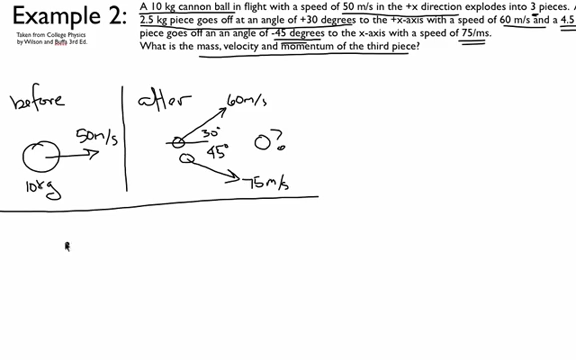 Example 2:
Taken from College Physics
by Wilson and Buffa 3rd Ed.
A 10 kg cannon ball in flight with a speed of 50 m/s in the +x direction explodes into 3 pieces. A
2.5 kg piece goes off at an angle of +30 degrees to the +x-axis with a speed of 60 m/s and a 4.5
piece goes off an an angle of -45 degrees to the x-axis with a speed of 75/ms.
What is the mass, velocity and momentum of the third piece?
before
after
50m/s
10kg
60m/s
30°
45°
75m/s
?